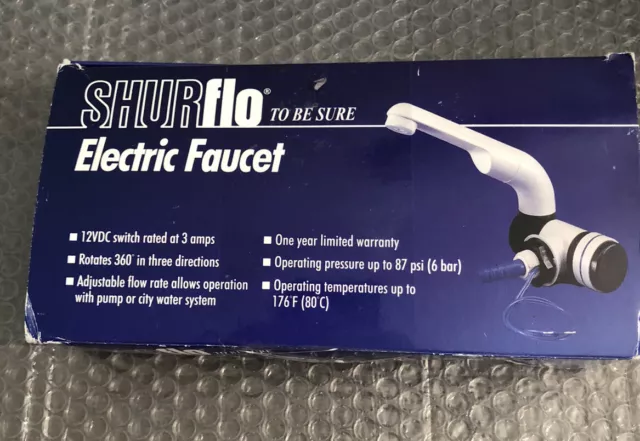 SHURflo® TO BE SURE
Electric Faucet
■ 12VDC switch rated at 3 amps
■ Rotates 360° in three directions
■ Adjustable flow rate allows operation
with pump or city water system
■ One year limited warranty
■ Operating pressure up to 87 psi (6 bar)
■ Operating temperatures up to
176°F (80°C)